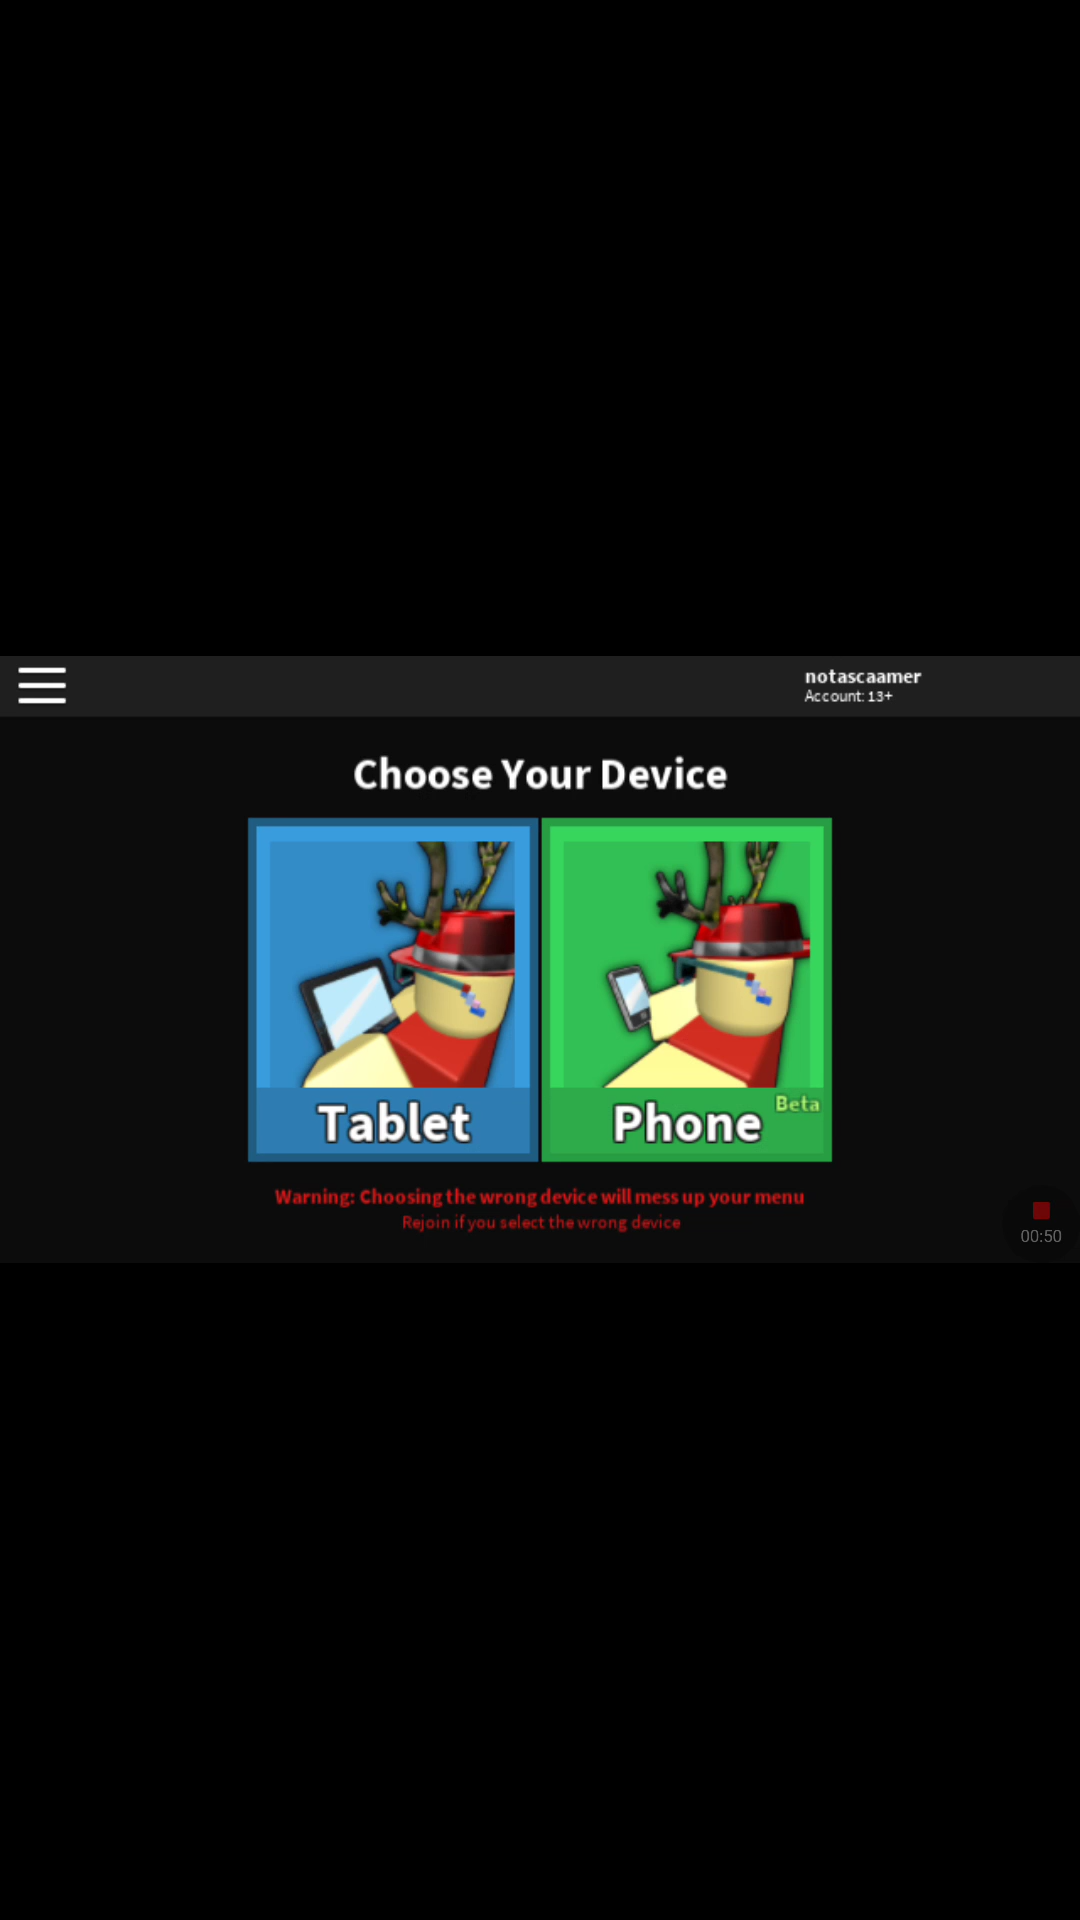 notascaamer
Account: 13+
Choose Your Device
Tablet
Phone
Beta
Warning: Choosing the wrong device will mess up your menu
Rejoin if you select the wrong device
00:50